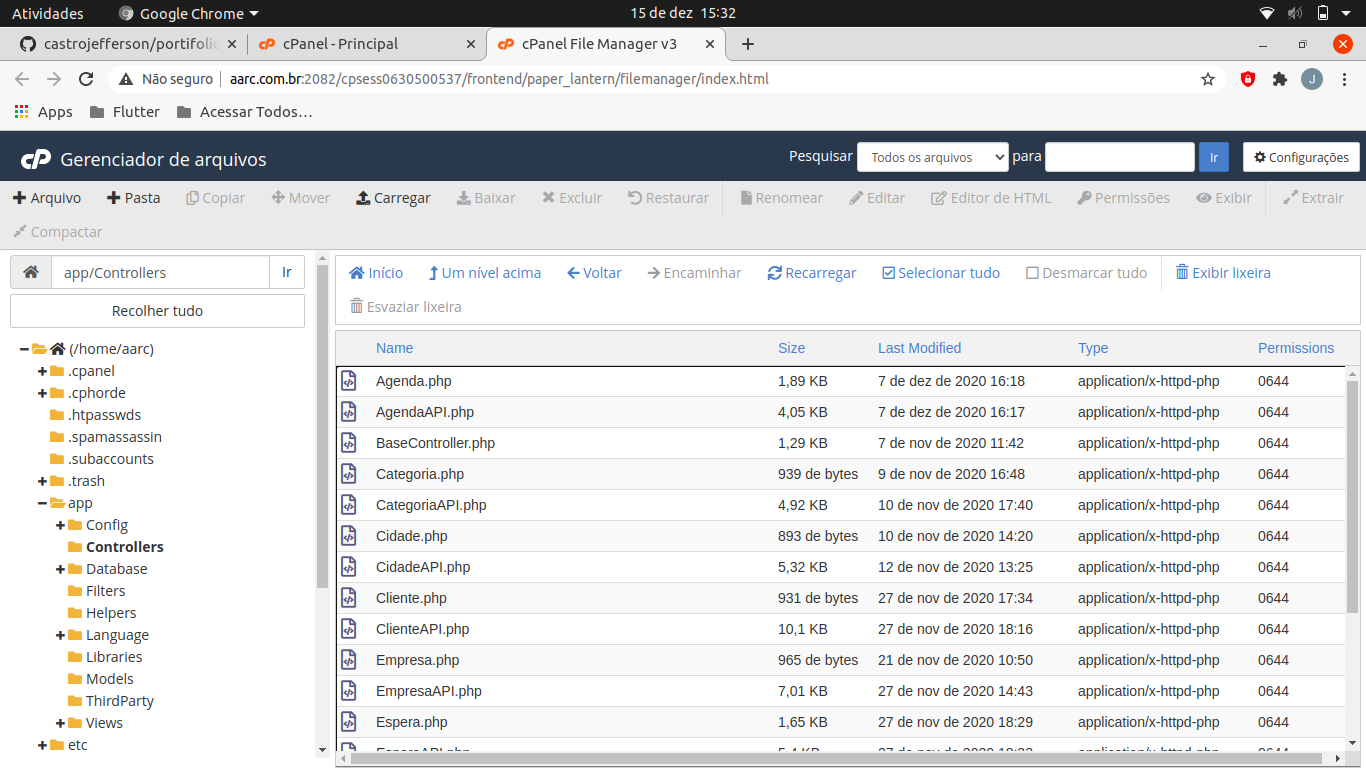 Atividades Google Chrome 15 de dez 15:32
castrojefferson/portifolio cPanel - Principal cPanel File Manager v3
Não seguro aarc.com.br:2082/cpsess0630500537/frontend/paper_lantern/filemanager/index.html J
Apps Flutter Acessar Todos…
cP Gerenciador de arquivos Pesquisar Todos os arquivos para Ir Configurações
Arquivo Pasta Copiar Mover Carregar Baixar Excluir Restaurar Renomear Editar Editor de HTML Permissões Exibir Extrair
Compactar
app/Controllers Ir
Recolher tudo
(/home/aarc)
.cpanel
.cphorde
.htpasswds
.spamassassin
.subaccounts
.trash
app
Config
Controllers
Database
Filters
Helpers
Language
Libraries
Models
ThirdParty
Views
etc
Início Um nível acima Voltar Encaminhar Recarregar Selecionar tudo Desmarcar tudo Exibir lixeira
Esvaziar lixeira
Name Size Last Modified Type Permissions
Agenda.php 1,89 KB 7 de dez de 2020 16:18 application/x-httpd-php 0644
AgendaAPI.php 4,05 KB 7 de dez de 2020 16:17 application/x-httpd-php 0644
BaseController.php 1,29 KB 7 de nov de 2020 11:42 application/x-httpd-php 0644
Categoria.php 939 de bytes 9 de nov de 2020 16:48 application/x-httpd-php 0644
CategoriaAPI.php 4,92 KB 10 de nov de 2020 17:40 application/x-httpd-php 0644
Cidade.php 893 de bytes 10 de nov de 2020 14:20 application/x-httpd-php 0644
CidadeAPI.php 5,32 KB 12 de nov de 2020 13:25 application/x-httpd-php 0644
Cliente.php 931 de bytes 27 de nov de 2020 17:34 application/x-httpd-php 0644
ClienteAPI.php 10,1 KB 27 de nov de 2020 18:16 application/x-httpd-php 0644
Empresa.php 965 de bytes 21 de nov de 2020 10:50 application/x-httpd-php 0644
EmpresaAPI.php 7,01 KB 27 de nov de 2020 14:43 application/x-httpd-php 0644
Espera.php 1,65 KB 27 de nov de 2020 18:29 application/x-httpd-php 0644
EsperaAPI.php 27 de nov de 2020 application/x-httpd-php 0644